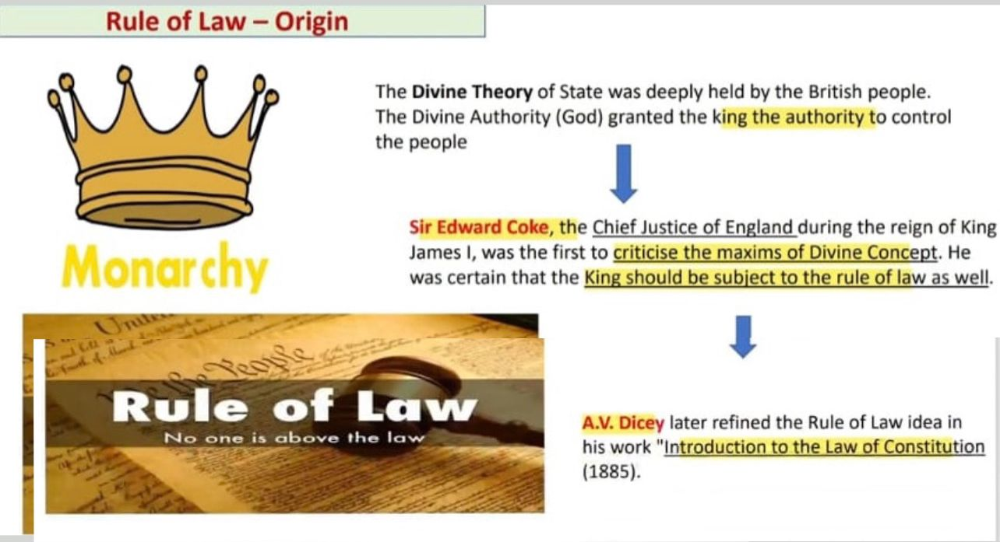 Rule of Law – Origin
The Divine Theory of State was deeply held by the British people.
The Divine Authority (God) granted the king the authority to control
the people
Monarchy
Sir Edward Coke, the Chief Justice of England during the reign of King
James I, was the first to criticise the maxims of Divine Concept. He
was certain that the King should be subject to the rule of law as well.
We the People
Rule of Law
No one is above the law
A.V. Dicey later refined the Rule of Law idea in
his work "Introduction to the Law of Constitution
(1885).